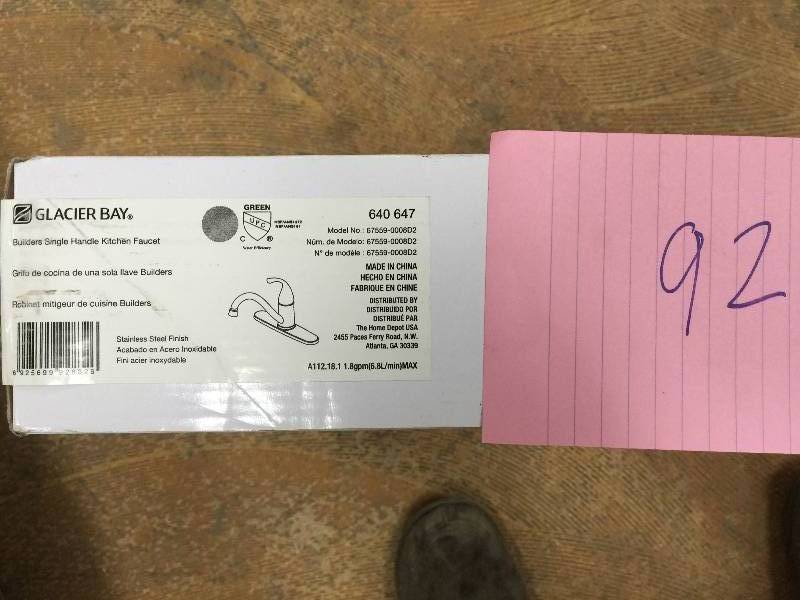 GLACIER BAY®
Builders Single Handle Kitchen Faucet
Grifo de cocina de una sola llave Builders
Robinet mitigeur de cuisine Builders
Stainless Steel Finish
Acabado en Acero Inoxidable
Fini acier inoxydable
GREEN
UPC
C ®
640 647
Model No : 67559-0008D2
Núm. de Modelo: 67559-0008D2
N° de modèle : 67559-0008D2
MADE IN CHINA
HECHO EN CHINA
FABRIQUE EN CHINE
DISTRIBUTED BY
DISTRIBUIDO POR
DISTRIBUÉ PAR
The Home Depot USA
2455 Paces Ferry Road, N.W.
Atlanta, GA 30339
A112.18.1 1.8gpm(6.8L/min)MAX
92